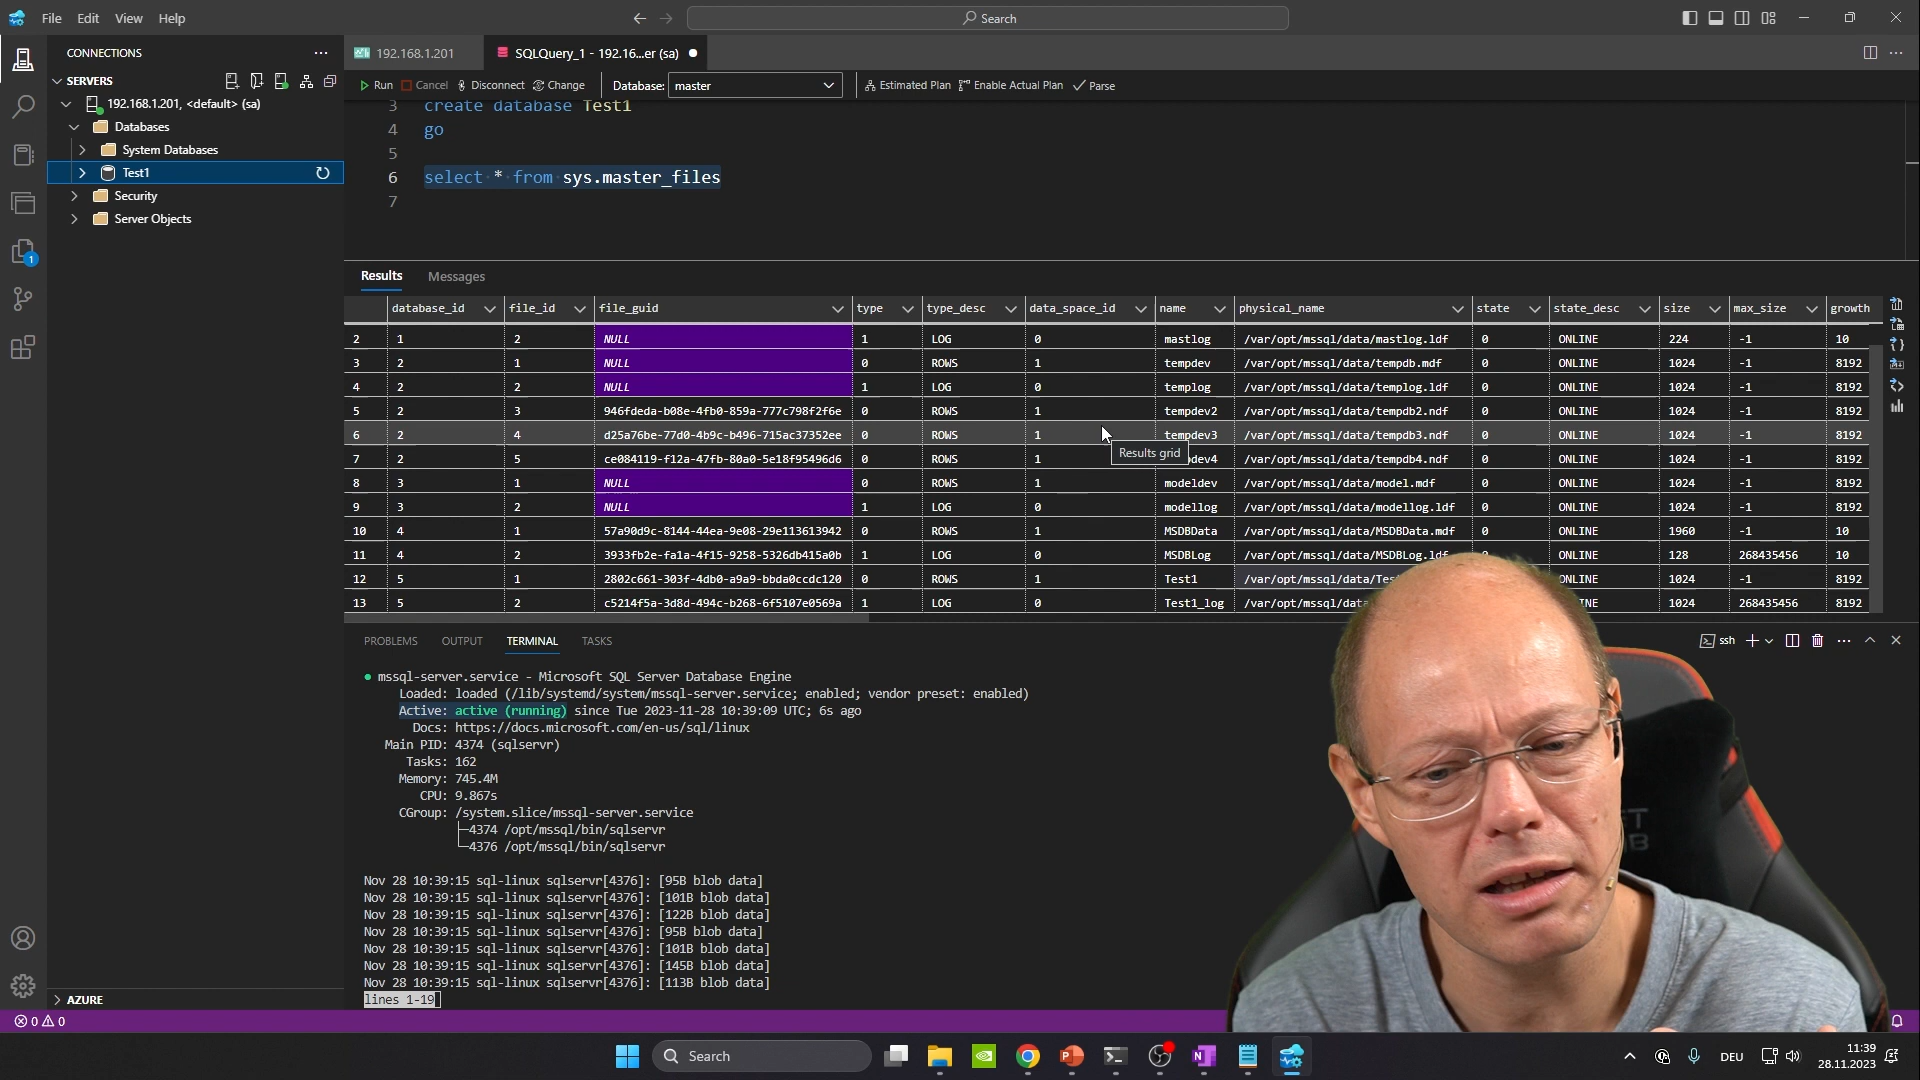 File Edit View Help
Search
CONNECTIONS
SERVERS
192.168.1.201, <default> (sa)
Databases
System Databases
Test1
Security
Server Objects
1
AZURE
192.168.1.201
SQLQuery_1 - 192.16...er (sa)
Run Cancel Disconnect Change Database: master Estimated Plan Enable Actual Plan Parse
3 create database Test1
4 go
5
6 select * from sys.master_files
7
Results Messages
database_id file_id file_guid type type_desc data_space_id name physical_name state state_desc size max_size growth
2 1 2 NULL 1 LOG 0 mastlog /var/opt/mssql/data/mastlog.ldf 0 ONLINE 224 -1 10
3 2 1 NULL 0 ROWS 1 tempdev /var/opt/mssql/data/tempdb.mdf 0 ONLINE 1024 -1 8192
4 2 2 NULL 1 LOG 0 templog /var/opt/mssql/data/templog.ldf 0 ONLINE 1024 -1 8192
5 2 3 946fdeda-b08e-4fb0-859a-777c798f2f6e 0 ROWS 1 tempdev2 /var/opt/mssql/data/tempdb2.ndf 0 ONLINE 1024 -1 8192
6 2 4 d25a76be-77d0-4b9c-b496-715ac37352ee 0 ROWS 1 tempdev3 /var/opt/mssql/data/tempdb3.ndf 0 ONLINE 1024 -1 8192
Results grid
7 2 5 ce084119-f12a-47fb-80a0-5e18f95496d6 0 ROWS 1 dev4 /var/opt/mssql/data/tempdb4.ndf 0 ONLINE 1024 -1 8192
8 3 1 NULL 0 ROWS 1 modeldev /var/opt/mssql/data/model.mdf 0 ONLINE 1024 -1 8192
9 3 2 NULL 1 LOG 0 modellog /var/opt/mssql/data/modellog.ldf 0 ONLINE 1024 -1 8192
10 4 1 57a90d9c-8144-44ea-9e08-29e113613942 0 ROWS 1 MSDBData /var/opt/mssql/data/MSDBData.mdf 0 ONLINE 1960 -1 10
11 4 2 3933fb2e-fa1a-4f15-9258-5326db415a0b 1 LOG 0 MSDBLog /var/opt/mssql/data/MSDBLog.ldf ONLINE 128 268435456 10
12 5 1 2802c661-303f-4db0-a9a9-bbda0ccdc120 0 ROWS 1 Test1 /var/opt/mssql/data/Tes ONLINE 1024 -1 8192
13 5 2 c5214f5a-3d8d-494c-b268-6f5107e0569a 1 LOG 0 Test1_log /var/opt/mssql/data INE 1024 268435456 8192
PROBLEMS OUTPUT TERMINAL TASKS ssh
mssql-server.service - Microsoft SQL Server Database Engine
Loaded: loaded (/lib/systemd/system/mssql-server.service; enabled; vendor preset: enabled)
Active: active (running) since Tue 2023-11-28 10:39:09 UTC; 6s ago
Docs: https://docs.microsoft.com/en-us/sql/linux
Main PID: 4374 (sqlservr)
Tasks: 162
Memory: 745.4M
CPU: 9.867s
CGroup: /system.slice/mssql-server.service
├─4374 /opt/mssql/bin/sqlservr
└─4376 /opt/mssql/bin/sqlservr
Nov 28 10:39:15 sql-linux sqlservr[4376]: [95B blob data]
Nov 28 10:39:15 sql-linux sqlservr[4376]: [101B blob data]
Nov 28 10:39:15 sql-linux sqlservr[4376]: [122B blob data]
Nov 28 10:39:15 sql-linux sqlservr[4376]: [95B blob data]
Nov 28 10:39:15 sql-linux sqlservr[4376]: [101B blob data]
Nov 28 10:39:15 sql-linux sqlservr[4376]: [145B blob data]
Nov 28 10:39:15 sql-linux sqlservr[4376]: [113B blob data]
lines 1-19
0 0
Search
DEU
11:39
28.11.2023